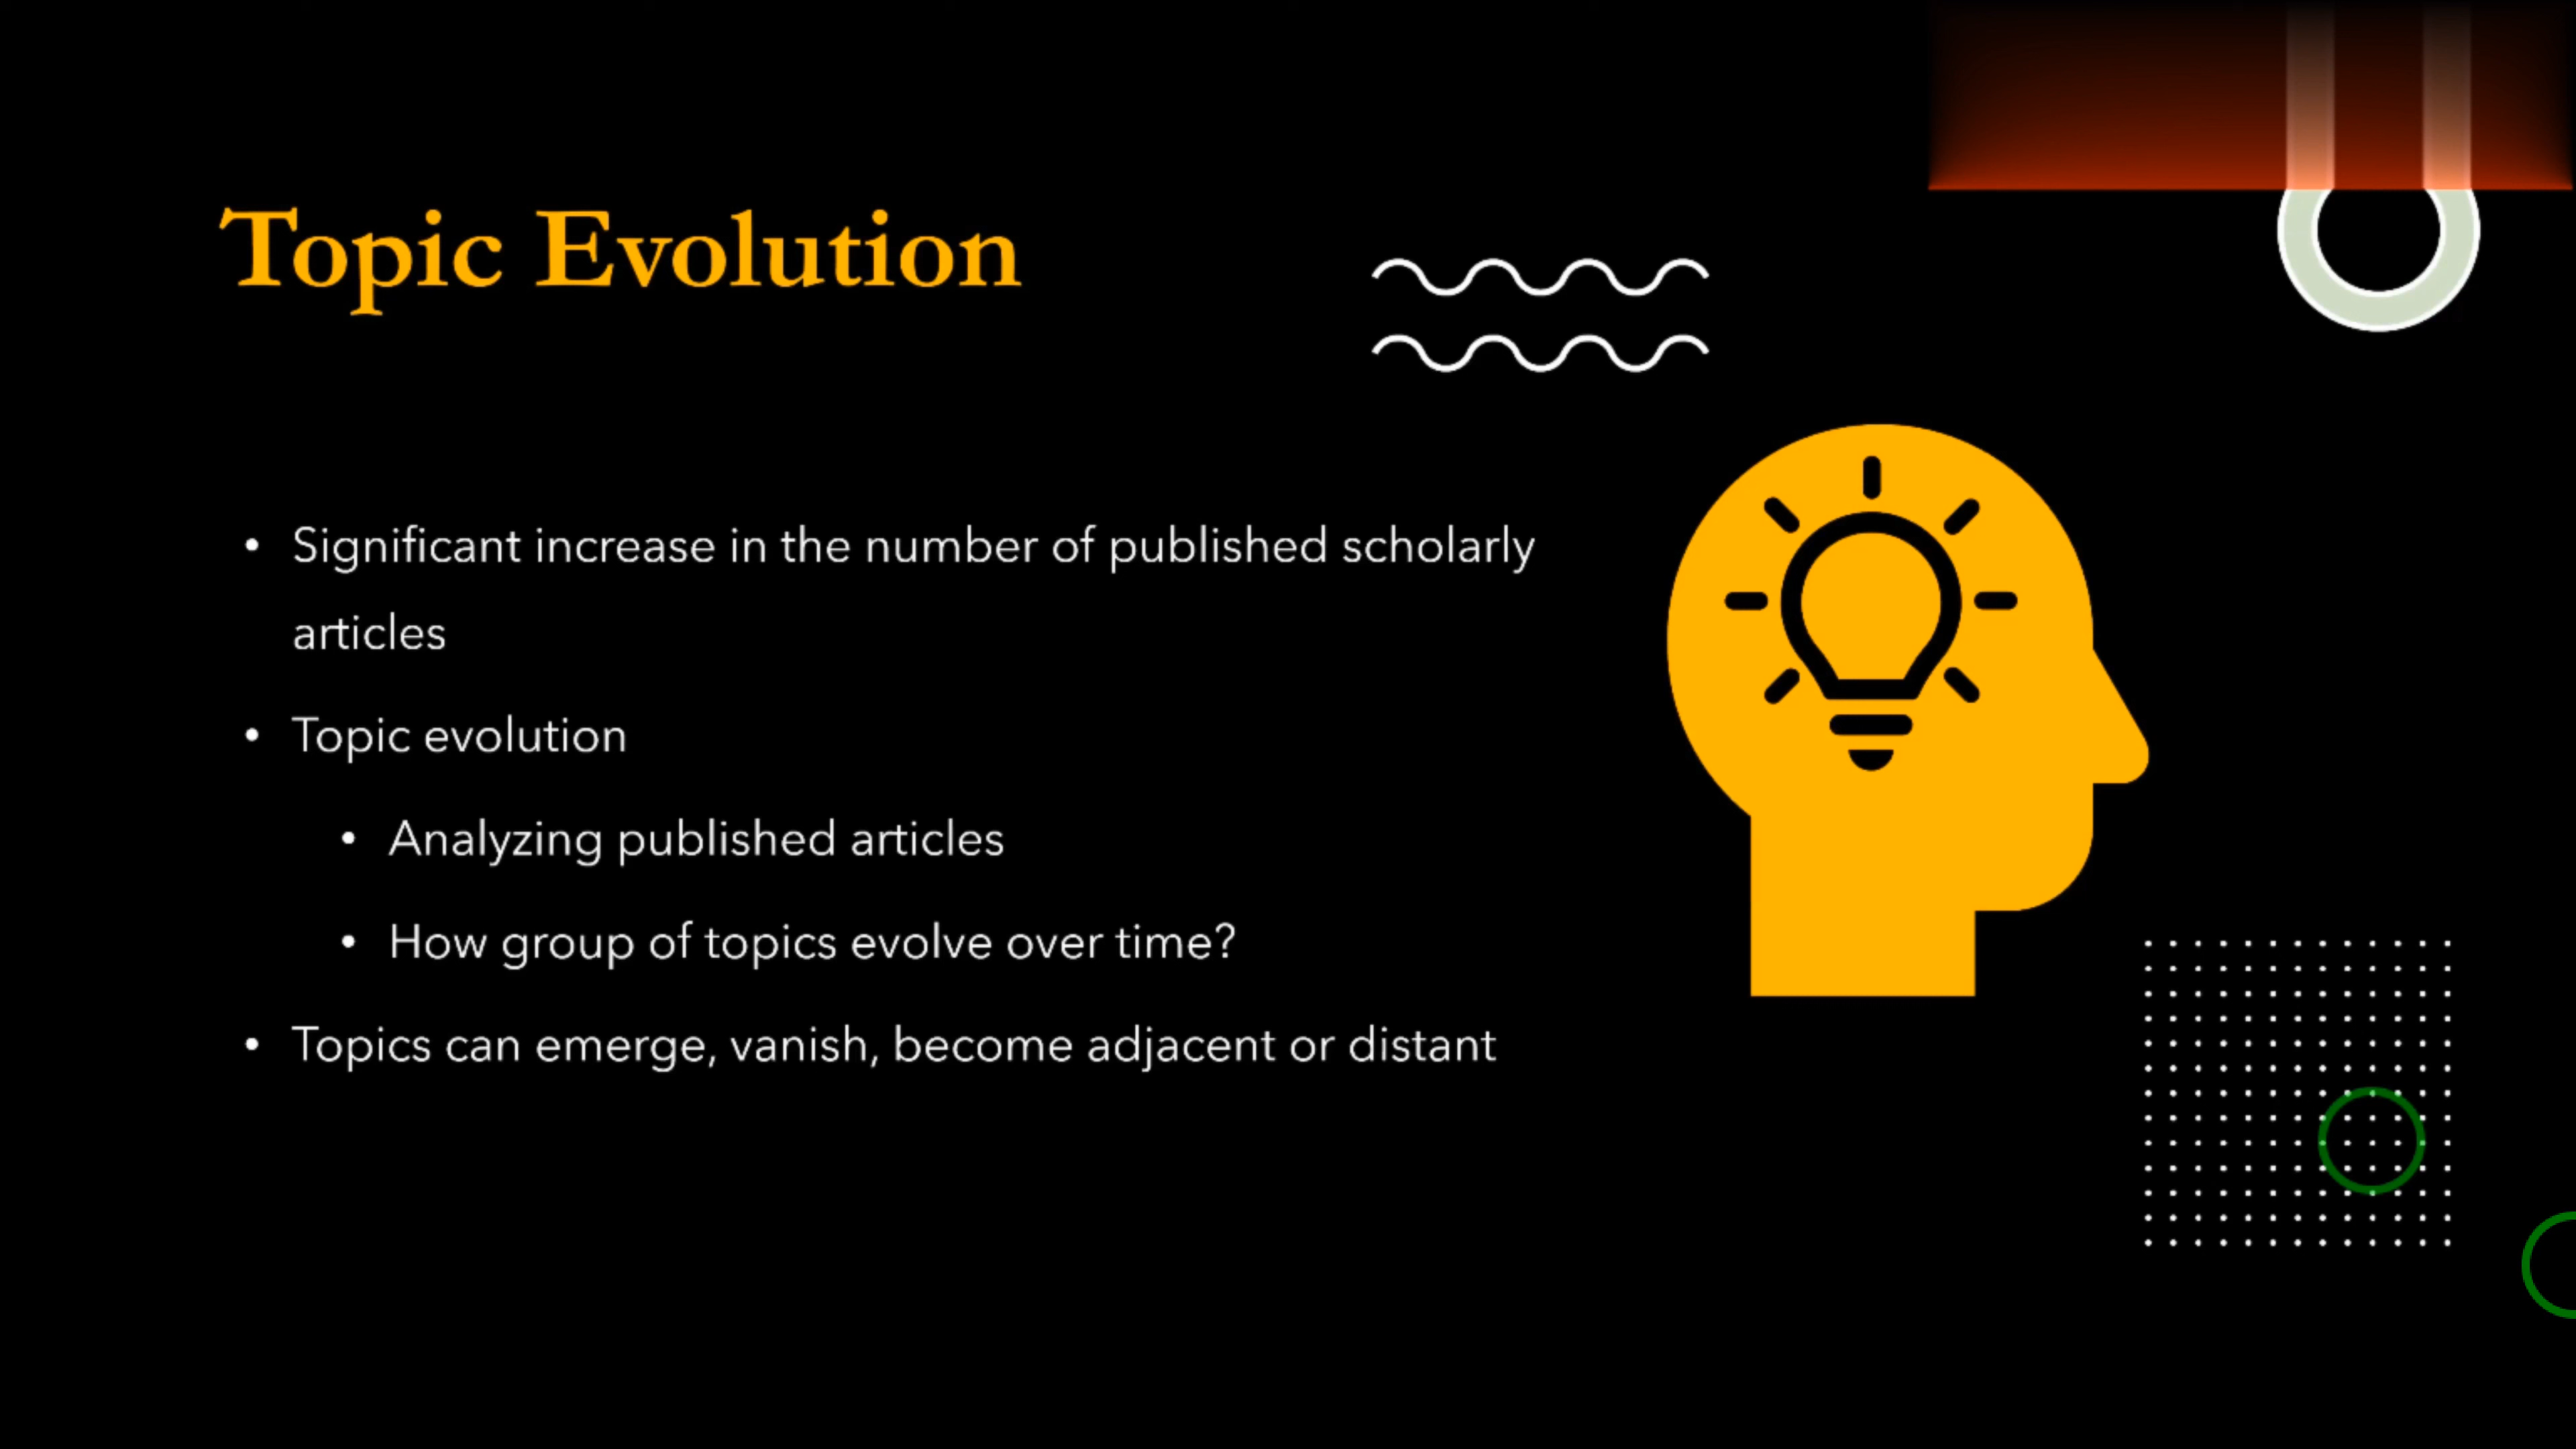 Topic Evolution
• Significant increase in the number of published scholarly
articles
• Topic evolution
• Analyzing published articles
• How group of topics evolve over time?
• Topics can emerge, vanish, become adjacent or distant